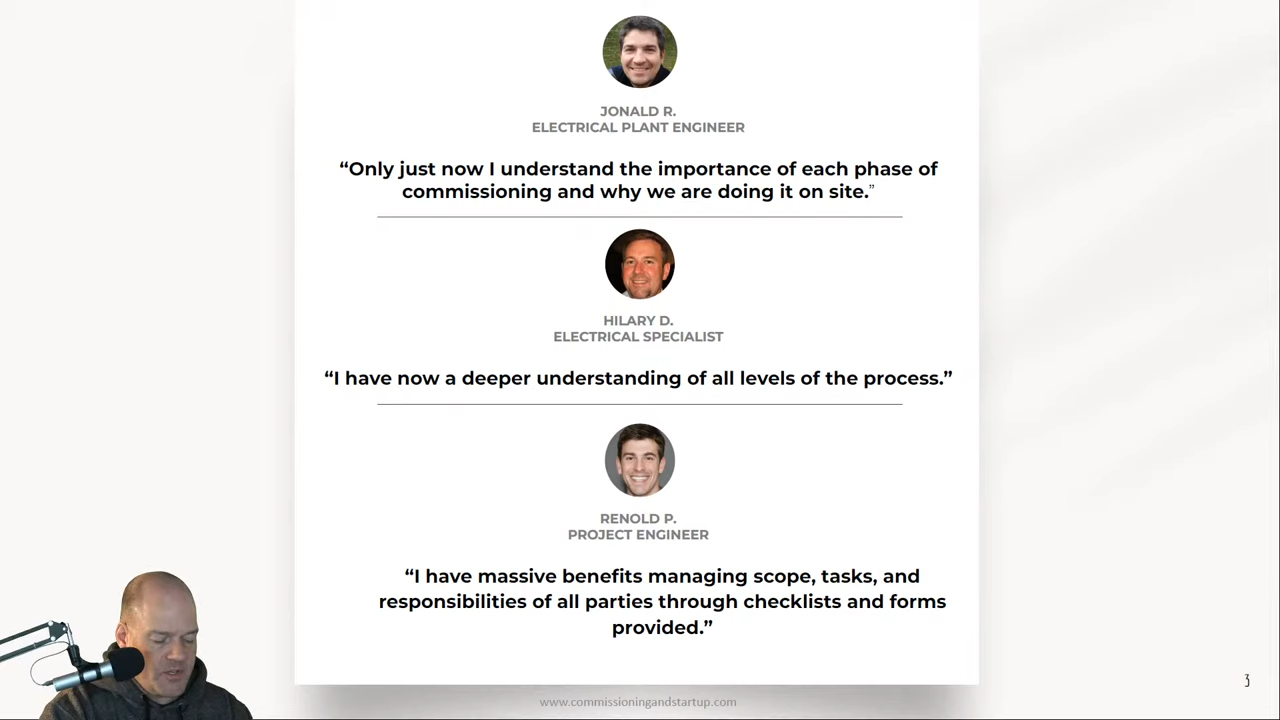 JONALD R.
ELECTRICAL PLANT ENGINEER
“Only just now I understand the importance of each phase of
commissioning and why we are doing it on site.”
HILARY D.
ELECTRICAL SPECIALIST
“I have now a deeper understanding of all levels of the process.”
RENOLD P.
PROJECT ENGINEER
“I have massive benefits managing scope, tasks, and
responsibilities of all parties through checklists and forms
provided.”
3
www.commissioningandstartup.com